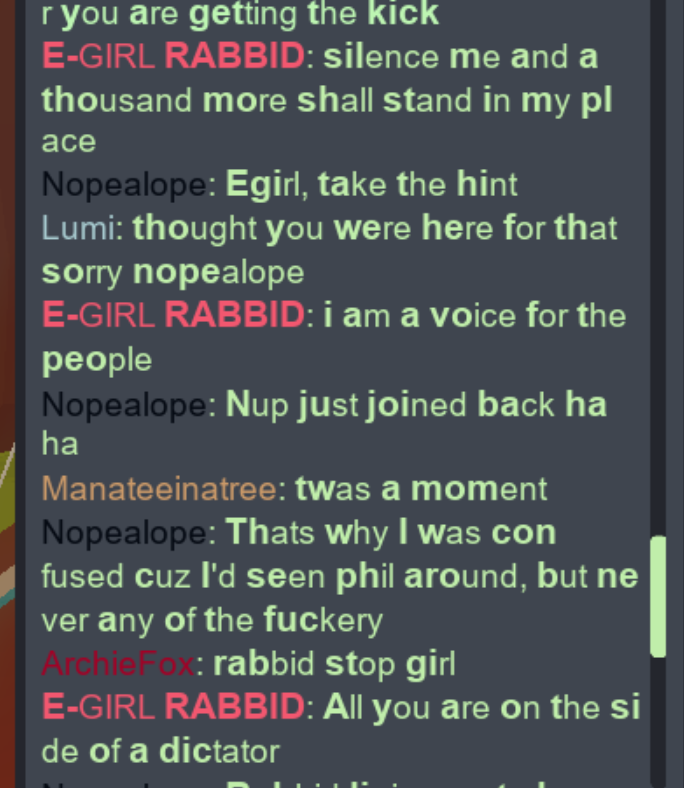 r you are getting the kick
E-GIRL RABBID: silence me and a
thousand more shall stand in my pl
ace
Nopealope: Egirl, take the hint
Lumi: thought you were here for that
sorry nopealope
E-GIRL RABBID: i am a voice for the
people
Nopealope: Nup just joined back ha
ha
Manateeinatree: twas a moment
Nopealope: Thats why I was con
fused cuz I'd seen phil around, but ne
ver any of the fuckery
ArchieFox: rabbid stop girl
E-GIRL RABBID: All you are on the si
de of a dictator